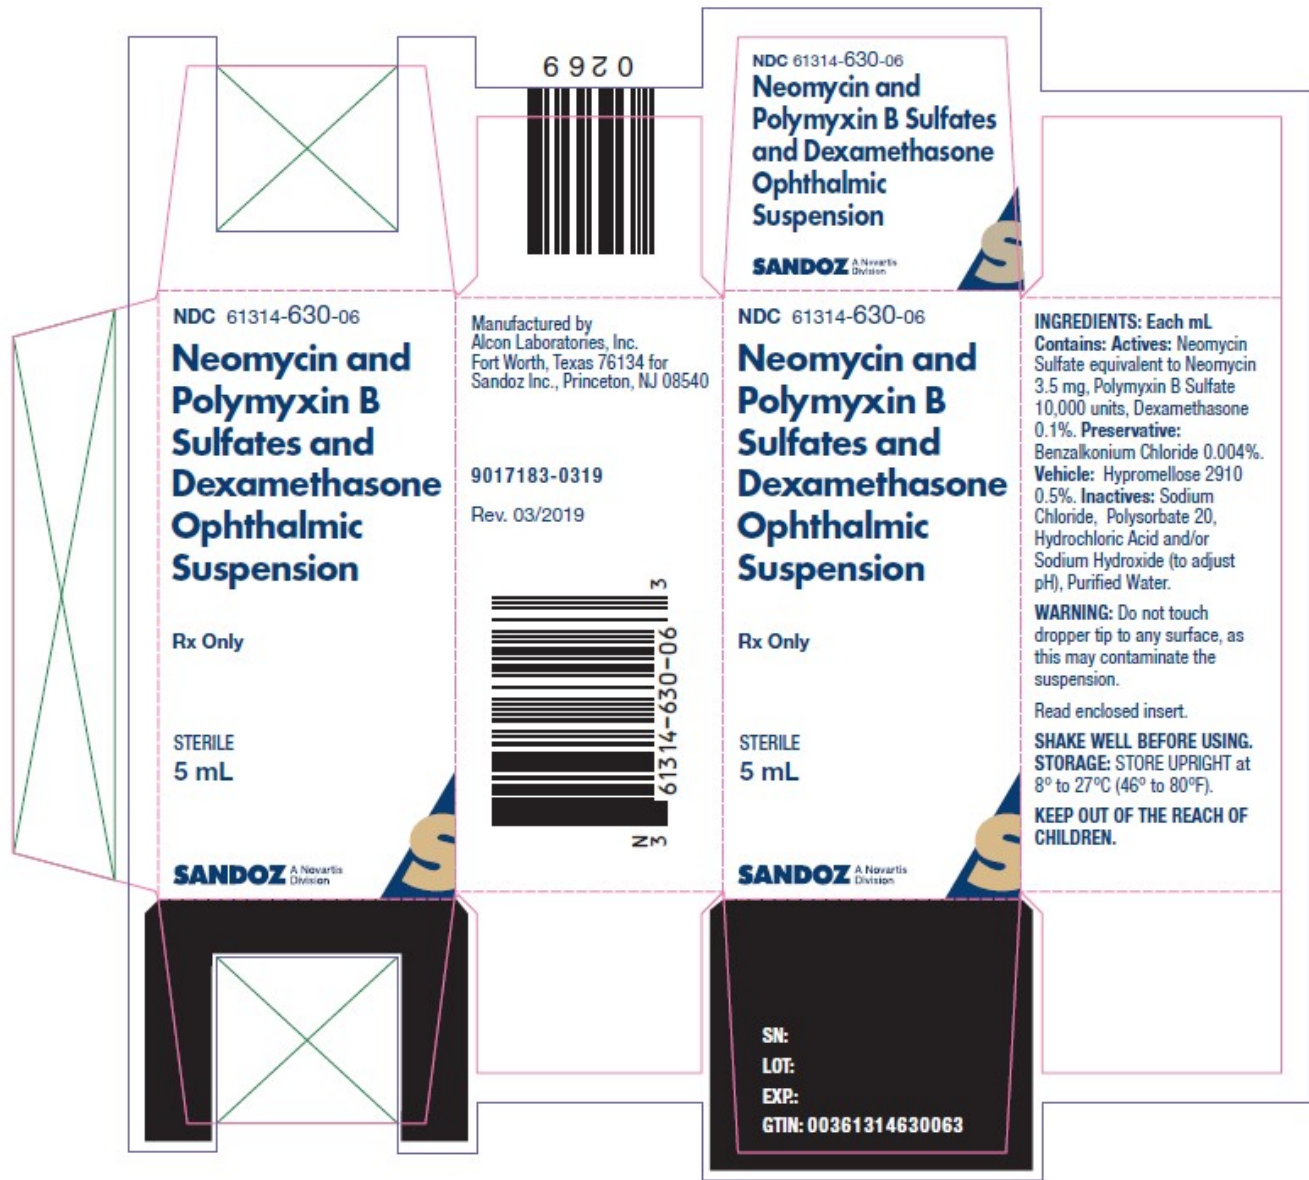 0269
NDC 61314-630-06
Neomycin and
Polymyxin B Sulfates
and Dexamethasone
Ophthalmic
Suspension
SANDOZ A Novartis
Division
S
NDC 61314-630-06
Neomycin and
Polymyxin B
Sulfates and
Dexamethasone
Ophthalmic
Suspension
Rx Only
STERILE
5 mL
SANDOZ A Novartis
Division
S
Manufactured by
Alcon Laboratories, Inc.
Fort Worth, Texas 76134 for
Sandoz Inc., Princeton, NJ 08540
9017183-0319
Rev. 03/2019
N
3 61314-630-06 3
NDC 61314-630-06
Neomycin and
Polymyxin B
Sulfates and
Dexamethasone
Ophthalmic
Suspension
Rx Only
STERILE
5 mL
SANDOZ A Novartis
Division
S
INGREDIENTS: Each mL
Contains: Actives: Neomycin
Sulfate equivalent to Neomycin
3.5 mg, Polymyxin B Sulfate
10,000 units, Dexamethasone
0.1%. Preservative:
Benzalkonium Chloride 0.004%.
Vehicle: Hypromellose 2910
0.5%. Inactives: Sodium
Chloride, Polysorbate 20,
Hydrochloric Acid and/or
Sodium Hydroxide (to adjust
pH), Purified Water.
WARNING: Do not touch
dropper tip to any surface, as
this may contaminate the
suspension.
Read enclosed insert.
SHAKE WELL BEFORE USING.
STORAGE: STORE UPRIGHT at
8º to 27ºC (46º to 80ºF).
KEEP OUT OF THE REACH OF
CHILDREN.
SN:
LOT:
EXP.:
GTIN: 00361314630063